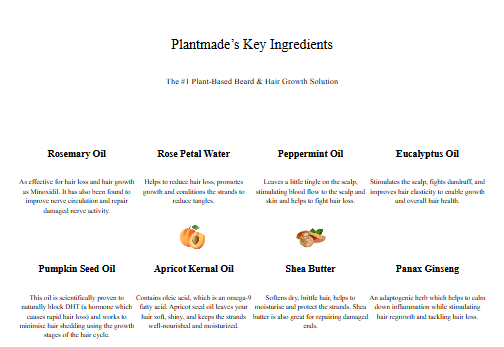 Plantmade's Key Ingredients
The #1 Plant-Based Beard & Hair Growth Solution
Rosemary Oil
As effective for hair loss and hair growth
as Minoxidil. It has also been found to
improve nerve circulation and repair
damaged nerve activity.
Rose Petal Water
Helps to reduce hair loss, promotes
growth and conditions the strands to
reduce tangles.
Peppermint Oil
Leaves a little tingle on the scalp,
stimulating blood flow to the scalp and
skin and helps to fight hair loss.
Eucalyptus Oil
Stimulates the scalp, fights dandruff, and
improves hair elasticity to enable growth
and overall hair health.
Pumpkin Seed Oil
This oil is scientifically proven to
naturally block DHT (a hormone which
causes rapid hair loss) and works to
minimise hair shedding using the growth
stages of the hair cycle.
Apricot Kernal Oil
Contains oleic acid, which is an omega-9
fatty acid. Apricot seed oil leaves your
hair soft, shiny, and keeps the strands
well-nourished and moisturized.
Shea Butter
Softens dry, brittle hair, helps to
moisturise and protect the strands. Shea
butter is also great for repairing damaged
ends.
Panax Ginseng
An adaptogenic herb which helps to calm
down inflammation while stimulating
hair regrowth and tackling hair loss.